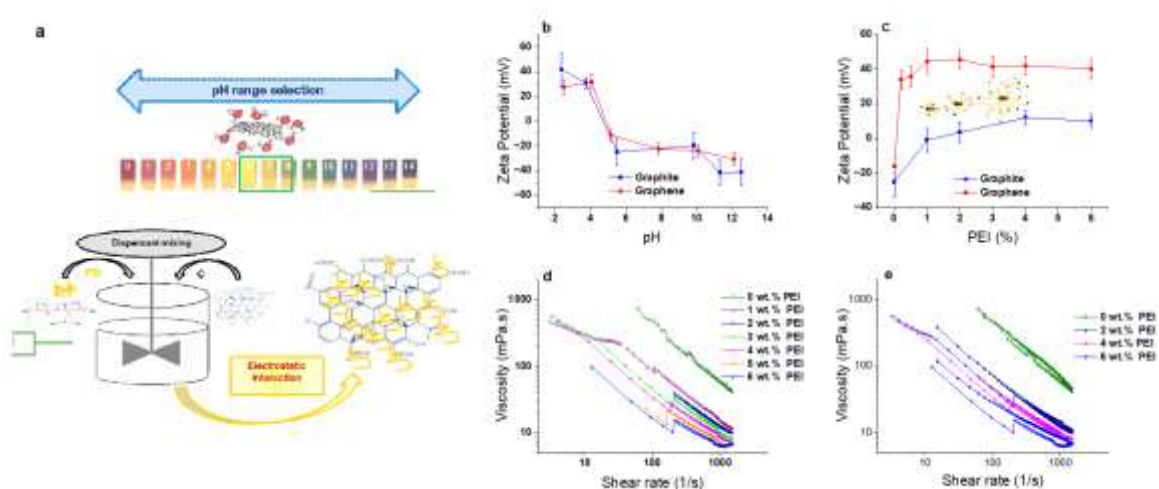 a
pH range selection
Dispersant mixing
PEI
Electrostatic
Interaction
b
Zeta Potential (mV)
60
40
20
0
−20
−40
−60
2 4 6 8 10 12 14
pH
Graphite
Graphene
c
Zeta Potential (mV)
60
40
20
0
−20
−40
0 1 2 3 4 5 6
PEI (%)
Graphite
Graphene
d
Viscosity (mPa.s)
1000
100
10
10 100 1000
Shear rate (1/s)
0 wt.% PEI
1 wt.% PEI
2 wt.% PEI
3 wt.% PEI
4 wt.% PEI
5 wt.% PEI
6 wt.% PEI
e
Viscosity (mPa.s)
1000
100
10
10 100 1000
Shear rate (1/s)
0 wt.% PEI
2 wt.% PEI
4 wt.% PEI
6 wt.% PEI